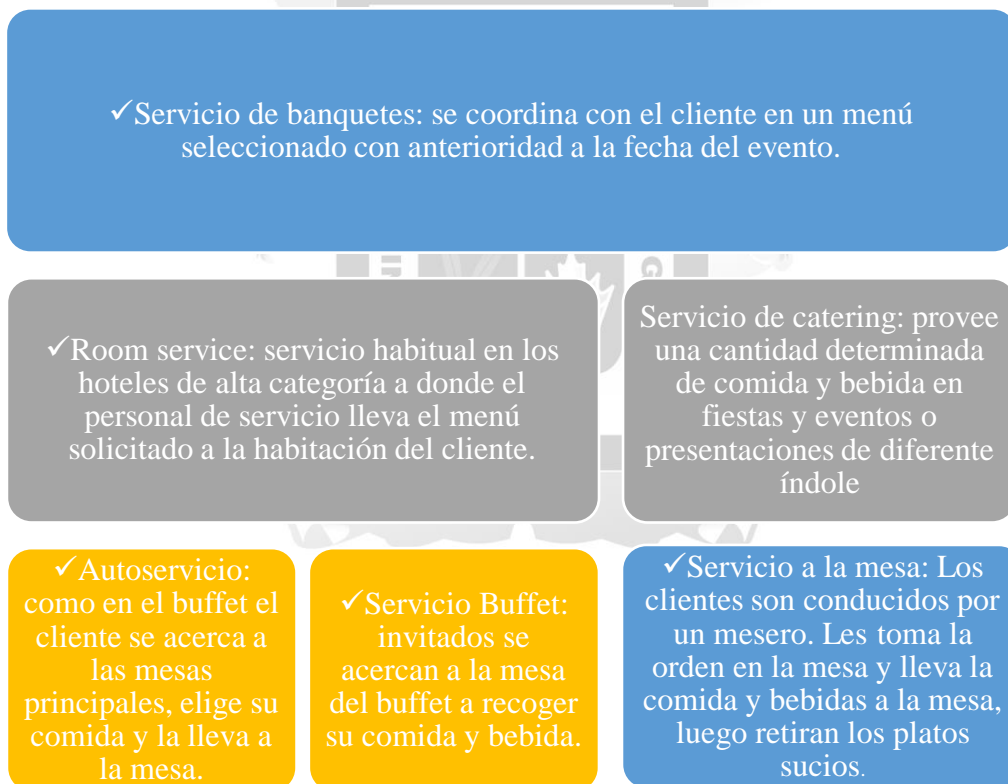 ✓Servicio de banquetes: se coordina con el cliente en un menú
seleccionado con anterioridad a la fecha del evento.
✓Room service: servicio habitual en los
hoteles de alta categoría a donde el
personal de servicio lleva el menú
solicitado a la habitación del cliente.
Servicio de catering: provee
una cantidad determinada
de comida y bebida en
fiestas y eventos o
presentaciones de diferente
índole
✓Autoservicio:
como en el buffet el
cliente se acerca a
las mesas
principales, elige su
comida y la lleva a
la mesa.
✓Servicio Buffet:
invitados se
acercan a la mesa
del buffet a recoger
su comida y bebida.
✓Servicio a la mesa: Los
clientes son conducidos por
un mesero. Les toma la
orden en la mesa y lleva la
comida y bebidas a la mesa,
luego retiran los platos
sucios.